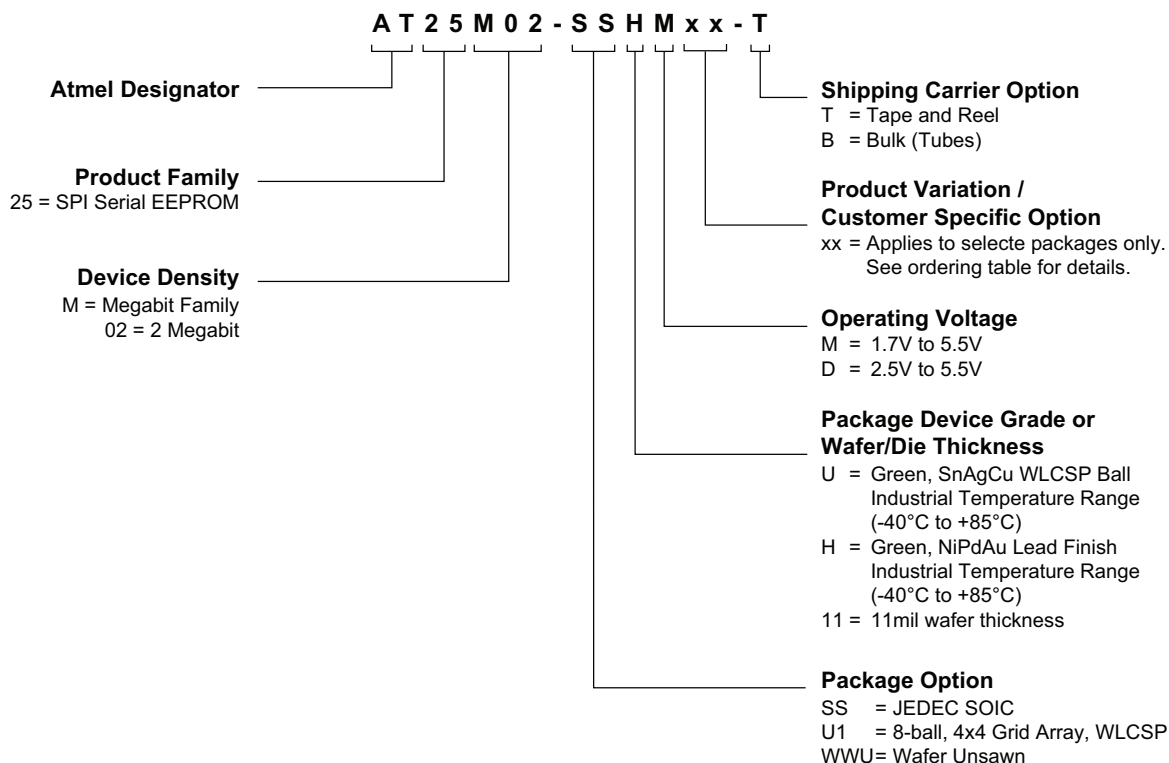 AT25M02-SSHMxx-T
Atmel Designator
Product Family
25 = SPI Serial EEPROM
Device Density
M = Megabit Family
02 = 2 Megabit
Shipping Carrier Option
T = Tape and Reel
B = Bulk (Tubes)
Product Variation /
Customer Specific Option
xx = Applies to selecte packages only.
See ordering table for details.
Operating Voltage
M = 1.7V to 5.5V
D = 2.5V to 5.5V
Package Device Grade or
Wafer/Die Thickness
U = Green, SnAgCu WLCSP Ball
Industrial Temperature Range
(-40°C to +85°C)
H = Green, NiPdAu Lead Finish
Industrial Temperature Range
(-40°C to +85°C)
11 = 11mil wafer thickness
Package Option
SS = JEDEC SOIC
U1 = 8-ball, 4x4 Grid Array, WLCSP
WWU= Wafer Unsawn